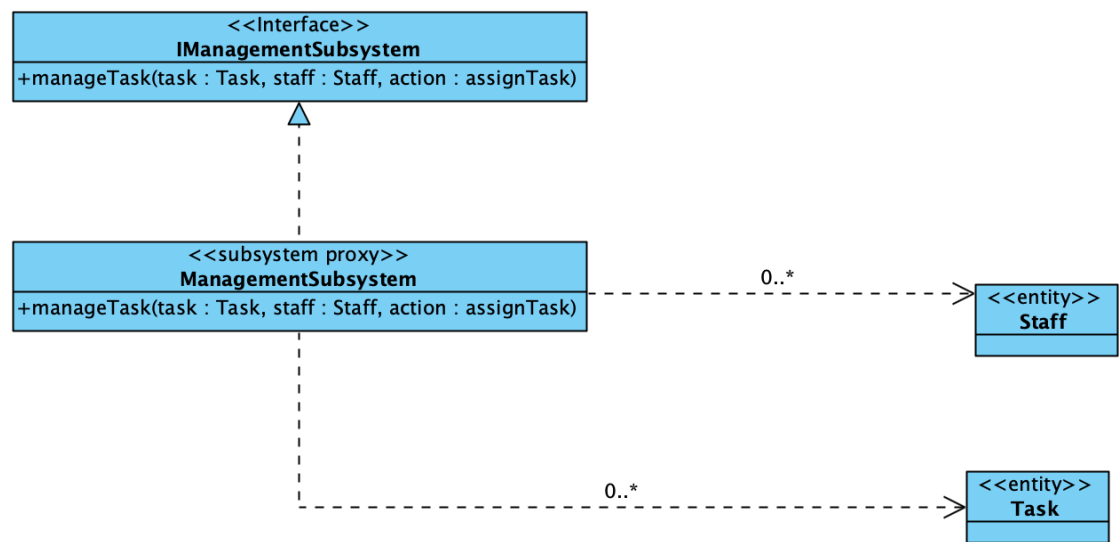 <<Interface>>
IManagementSubsystem
+manageTask(task : Task, staff : Staff, action : assignTask)
<<subsystem proxy>>
ManagementSubsystem
+manageTask(task : Task, staff : Staff, action : assignTask)
0..*
<<entity>>
Staff
0..*
<<entity>>
Task